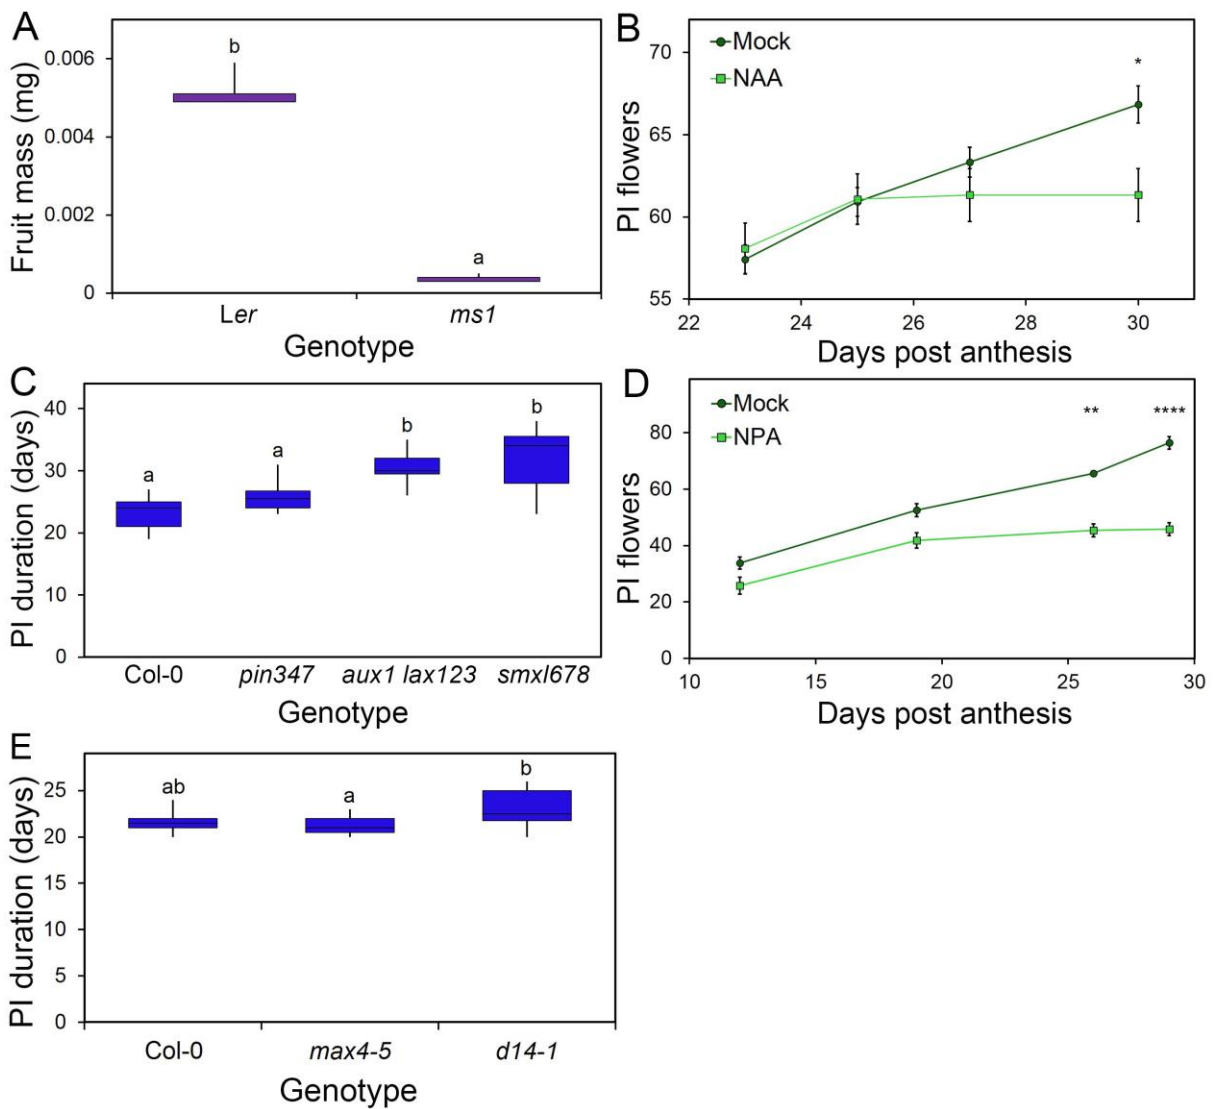 A
Fruit mass (mg)
0.006
0.004
0.002
0
b
a
Ler
ms1
Genotype
B
PI flowers
70
65
60
55
Mock
NAA
*
22 24 26 28 30
Days post anthesis
C
PI duration (days)
40
30
20
10
0
a
a
b
b
Col-0 pin347 aux1 lax123 smxl678
Genotype
D
PI flowers
80
60
40
20
0
Mock
NPA
** ****
10 15 20 25 30
Days post anthesis
E
PI duration (days)
25
20
15
10
5
0
ab
a
b
Col-0 max4-5 d14-1
Genotype